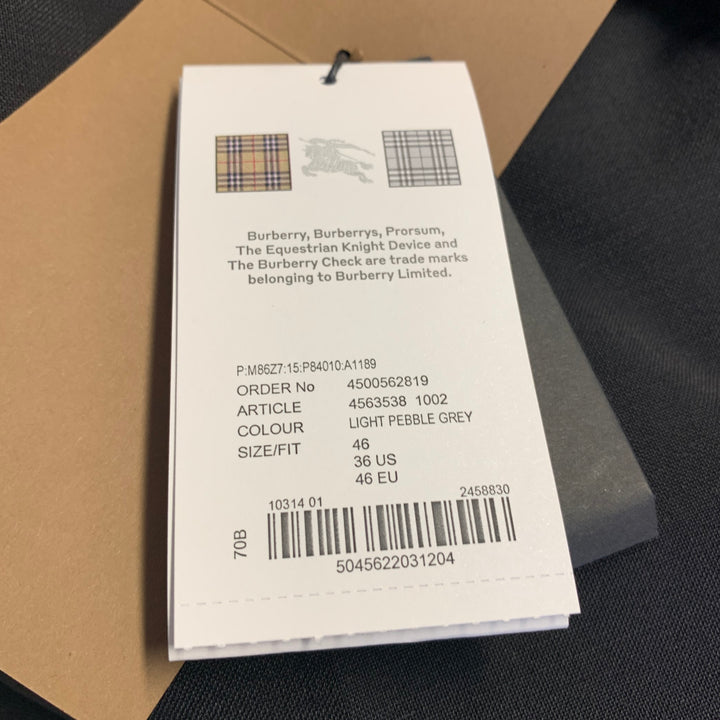 Burberry, Burberrys, Prorsum,
The Equestrian Knight Device and
The Burberry Check are trade marks
belonging to Burberry Limited.
P:M86Z7:15:P84010:A1189
ORDER No 4500562819
ARTICLE 4563538 1002
COLOUR LIGHT PEBBLE GREY
SIZE/FIT 46
36 US
46 EU
10314 01 2458830
70B
5045622031204